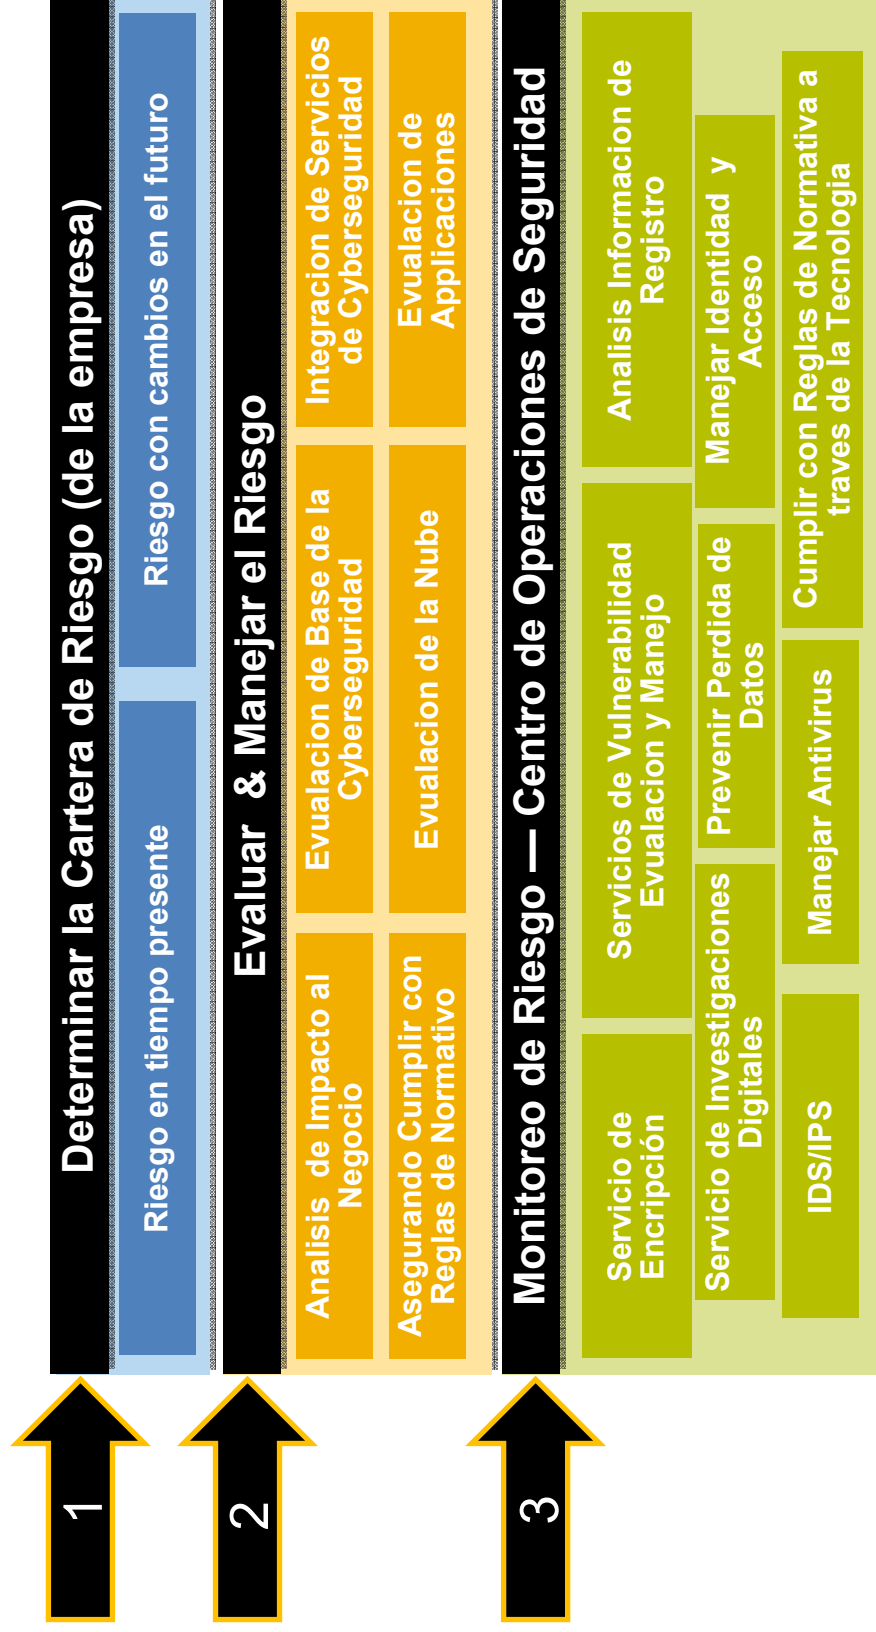 1
Determinar la Cartera de Riesgo (de la empresa)
Riesgo en tiempo presente
Riesgo con cambios en el futuro
2
Evaluar & Manejar el Riesgo
Analisis de Impacto al
Negocio
Evualacion de Base de la
Cyberseguridad
Integracion de Servicios
de Cyberseguridad
Asegurando Cumplir con
Reglas de Normativo
Evualacion de la Nube
Evualacion de
Applicaciones
3
Monitoreo de Riesgo — Centro de Operaciones de Seguridad
Servicio de
Encripción
Servicios de Vulnerabilidad
Evualacion y Manejo
Analisis Informacion de
Registro
Servicio de Investigaciones
Digitales
Prevenir Perdida de
Datos
Manejar Identidad y
Acceso
IDS/IPS
Manejar Antivirus
Cumplir con Reglas de Normativa a
traves de la Tecnologia